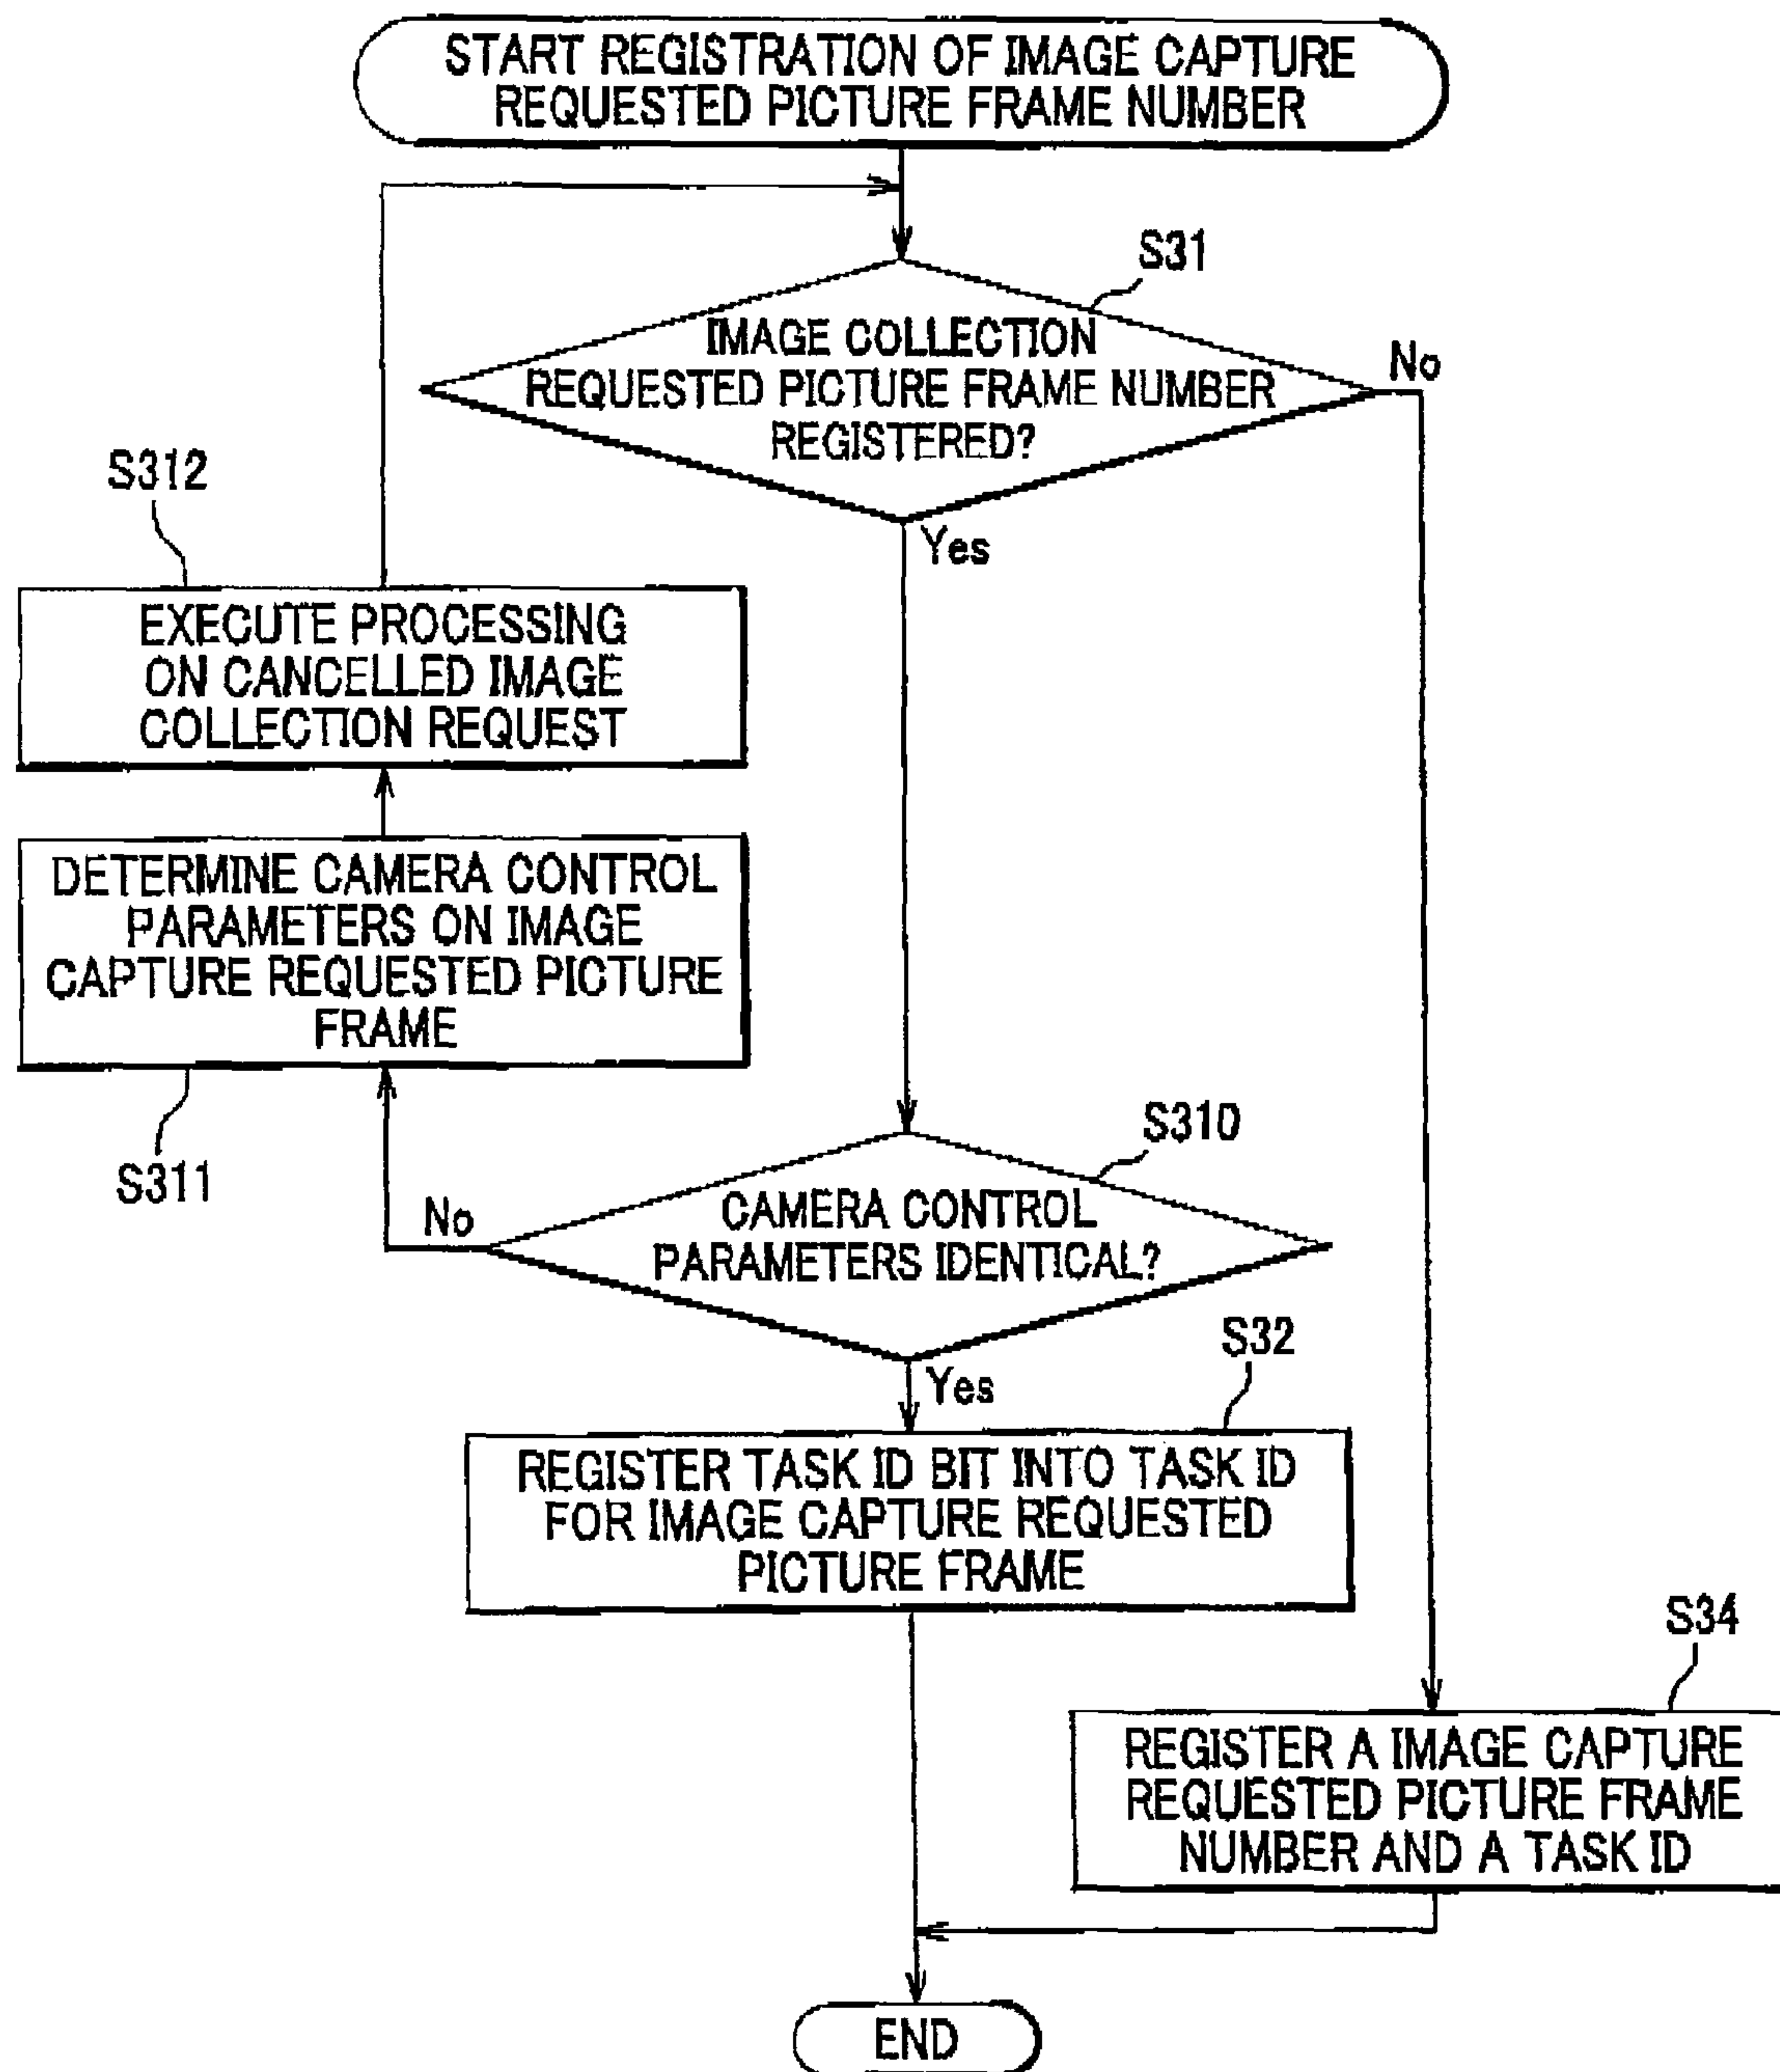 START REGISTRATION OF IMAGE CAPTURE
REQUESTED PICTURE FRAME NUMBER
S31
IMAGE COLLECTION
REQUESTED PICTURE FRAME NUMBER
REGISTERED?
No
Yes
S312
EXECUTE PROCESSING
ON CANCELLED IMAGE
COLLECTION REQUEST
DETERMINE CAMERA CONTROL
PARAMETERS ON IMAGE
CAPTURE REQUESTED PICTURE
FRAME
S311
S310
CAMERA CONTROL
PARAMETERS IDENTICAL?
No
Yes
S32
REGISTER TASK ID BIT INTO TASK ID
FOR IMAGE CAPTURE REQUESTED
PICTURE FRAME
S34
REGISTER A IMAGE CAPTURE
REQUESTED PICTURE FRAME
NUMBER AND A TASK ID
END